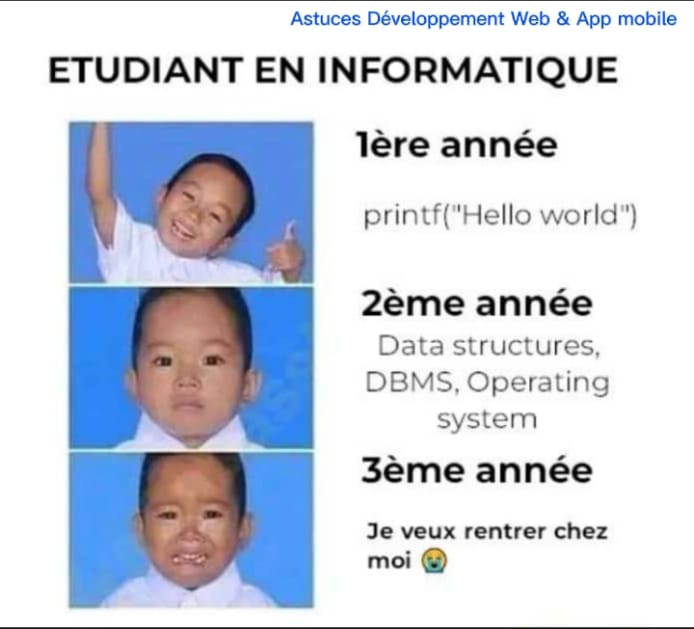 Astuces Développement Web & App mobile
ETUDIANT EN INFORMATIQUE
1ère année
printf("Hello world")
2ème année
Data structures,
DBMS, Operating
system
3ème année
Je veux rentrer chez
moi 😭